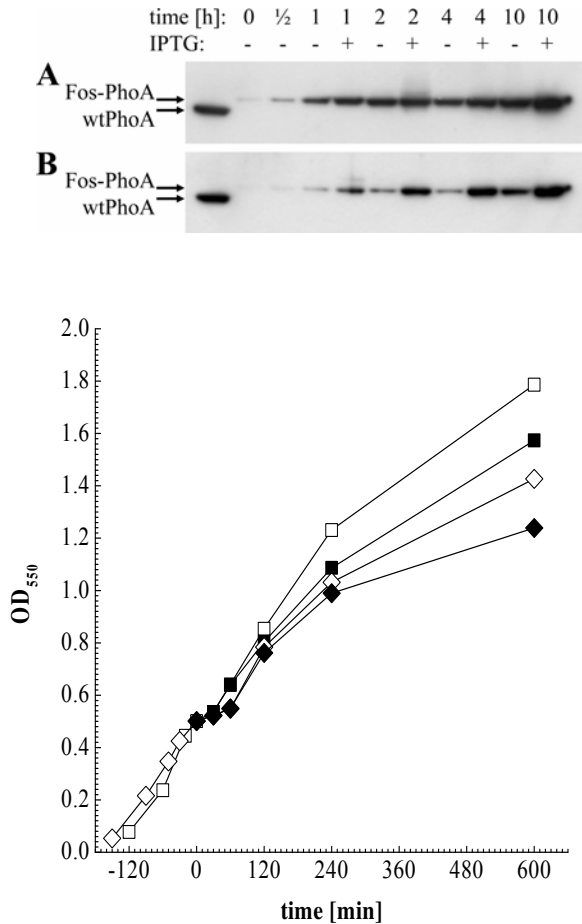 time [h]: 0 ½ 1 1 2 2 4 4 10 10
IPTG: - - - + - + - + - +
A
Fos-PhoA
wtPhoA
B
Fos-PhoA
wtPhoA
2.0
1.8
1.6
1.4
1.2
1.0
0.8
0.6
0.4
0.2
0.0
OD550
-120 0 120 240 360 480 600
time [min]